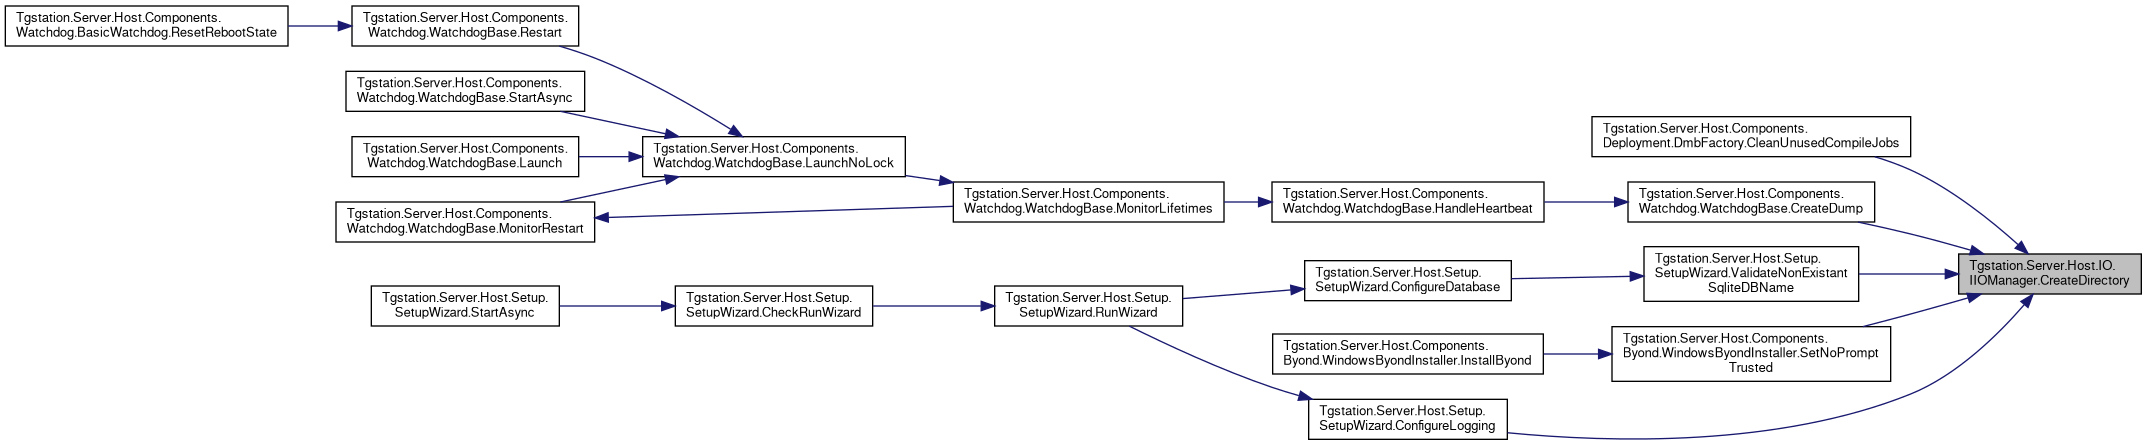 Tgstation.Server.Host.Components.
Watchdog.BasicWatchdog.ResetRebootState
Tgstation.Server.Host.Components.
Watchdog.WatchdogBase.Restart
Tgstation.Server.Host.Components.
Watchdog.WatchdogBase.StartAsync
Tgstation.Server.Host.Components.
Watchdog.WatchdogBase.Launch
Tgstation.Server.Host.Components.
Watchdog.WatchdogBase.LaunchNoLock
Tgstation.Server.Host.Components.
Watchdog.WatchdogBase.MonitorRestart
Tgstation.Server.Host.Components.
Watchdog.WatchdogBase.MonitorLifetimes
Tgstation.Server.Host.Components.
Watchdog.WatchdogBase.HandleHeartbeat
Tgstation.Server.Host.Components.
Deployment.DmbFactory.CleanUnusedCompileJobs
Tgstation.Server.Host.Components.
Watchdog.WatchdogBase.CreateDump
Tgstation.Server.Host.IO.
IIOManager.CreateDirectory
Tgstation.Server.Host.Setup.
SetupWizard.ValidateNonExistant
SqliteDBName
Tgstation.Server.Host.Setup.
SetupWizard.ConfigureDatabase
Tgstation.Server.Host.Setup.
SetupWizard.RunWizard
Tgstation.Server.Host.Setup.
SetupWizard.CheckRunWizard
Tgstation.Server.Host.Setup.
SetupWizard.StartAsync
Tgstation.Server.Host.Components.
Byond.WindowsByondInstaller.InstallByond
Tgstation.Server.Host.Components.
Byond.WindowsByondInstaller.SetNoPrompt
Trusted
Tgstation.Server.Host.Setup.
SetupWizard.ConfigureLogging